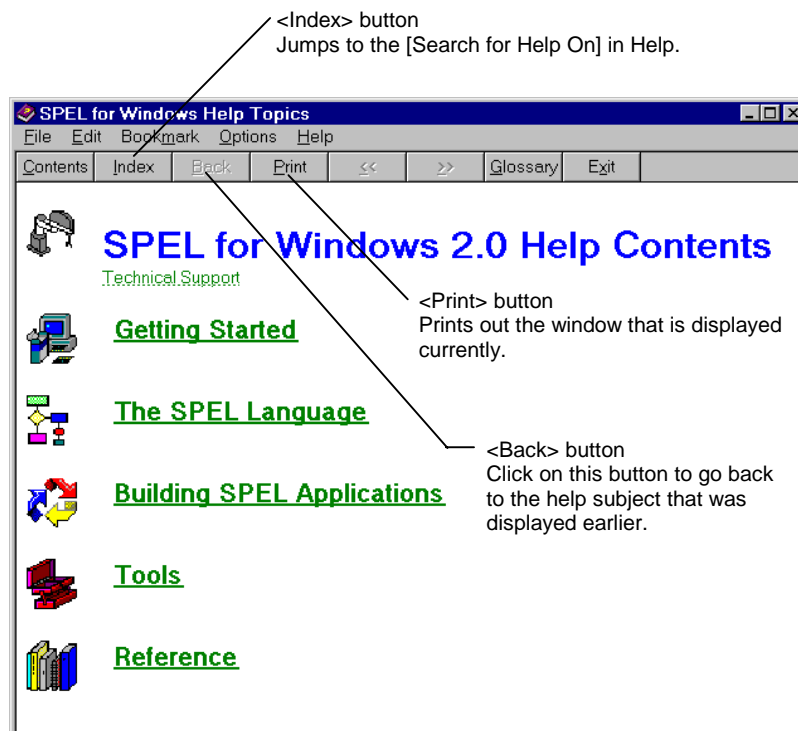 <Index> button
Jumps to the [Search for Help On] in Help.
SPEL for Windows Help Topics
File Edit Bookmark Options Help
Contents Index Back Print << >> Glossary Exit
SPEL for Windows 2.0 Help Contents
Technical Support
<Print> button
Prints out the window that is displayed
currently.
Getting Started
The SPEL Language
<Back> button
Click on this button to go back
to the help subject that was
displayed earlier.
Building SPEL Applications
Tools
Reference